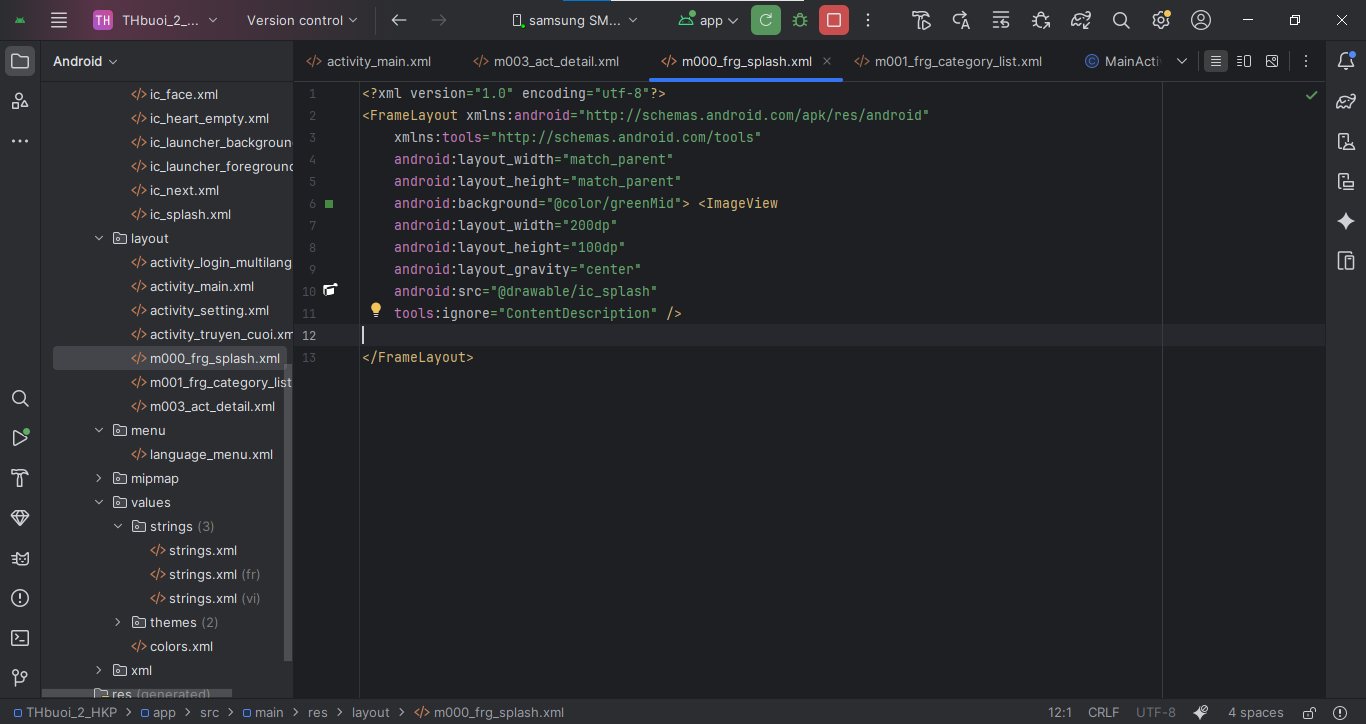 TH THbuoi_2_... Version control samsung SM... app
Android
activity_main.xml m003_act_detail.xml m000_frg_splash.xml m001_frg_category_list.xml MainActi
ic_face.xml
ic_heart_empty.xml
ic_launcher_backgroun
ic_launcher_foreground
ic_next.xml
ic_splash.xml
layout
activity_login_multilang
activity_main.xml
activity_setting.xml
activity_truyen_cuoi.xm
m000_frg_splash.xml
m001_frg_category_list
m003_act_detail.xml
menu
language_menu.xml
mipmap
values
strings (3)
strings.xml
strings.xml (fr)
strings.xml (vi)
themes (2)
colors.xml
xml
res (generated)
1 <?xml version="1.0" encoding="utf-8"?>
2 <FrameLayout xmlns:android="http://schemas.android.com/apk/res/android"
3 xmlns:tools="http://schemas.android.com/tools"
4 android:layout_width="match_parent"
5 android:layout_height="match_parent"
6 android:background="@color/greenMid"> <ImageView
7 android:layout_width="200dp"
8 android:layout_height="100dp"
9 android:layout_gravity="center"
10 android:src="@drawable/ic_splash"
11 tools:ignore="ContentDescription" />
12
13 </FrameLayout>
THbuoi_2_HKP > app > src > main > res > layout > m000_frg_splash.xml 12:1 CRLF UTF-8 4 spaces